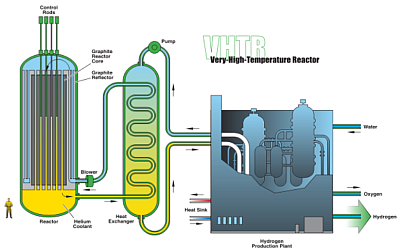 Control
Rods
Graphite
Reactor
Core
Graphite
Reflector
Pump
VHTR
Very-High-Temperature Reactor
Blower
Water
Oxygen
Hydrogen
Heat Sink
Reactor
Helium
Coolant
Heat
Exchanger
Hydrogen
Production Plant